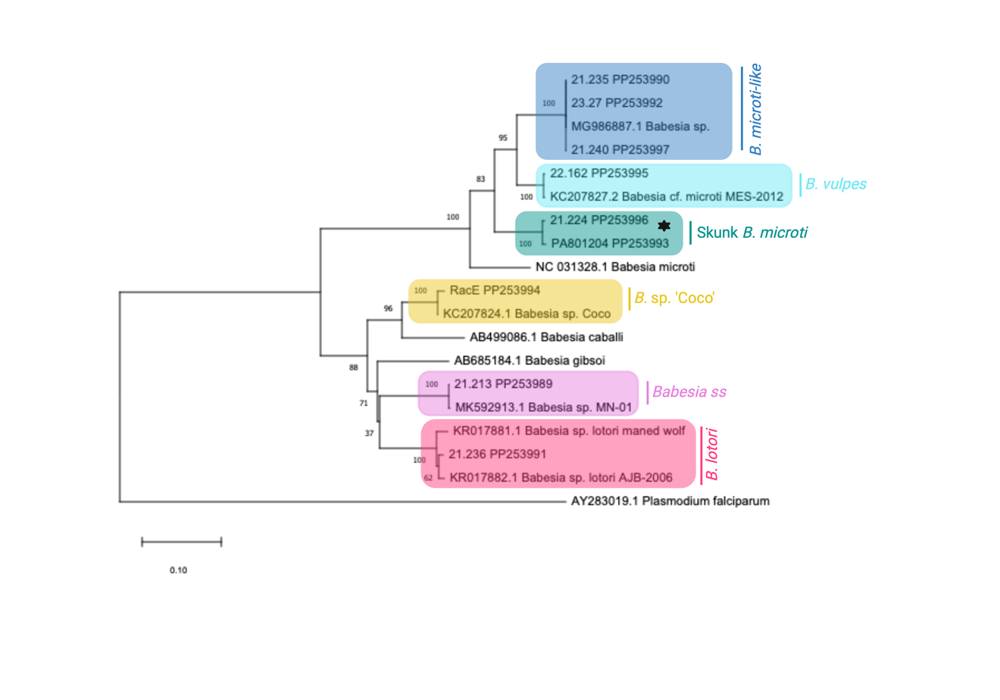 21.235 PP253990
100
23.27 PP253992
MG986887.1 Babesia sp.
21.240 PP253997
B. microti-like
95
22.162 PP253995
100
KC207827.2 Babesia cf. microti MES-2012
B. vulpes
83
21.224 PP253996
100
PA801204 PP253993
Skunk B. microti
100
NC 031328.1 Babesia microti
100
RacE PP253994
KC207824.1 Babesia sp. Coco
B. sp. 'Coco'
96
AB499086.1 Babesia caballi
88
AB685184.1 Babesia gibsoi
100
21.213 PP253989
MK592913.1 Babesia sp. MN-01
Babesia ss
71
37
KR017881.1 Babesia sp. lotori maned wolf
100
21.236 PP253991
62
KR017882.1 Babesia sp. lotori AJB-2006
B. lotori
AY283019.1 Plasmodium falciparum
0.10